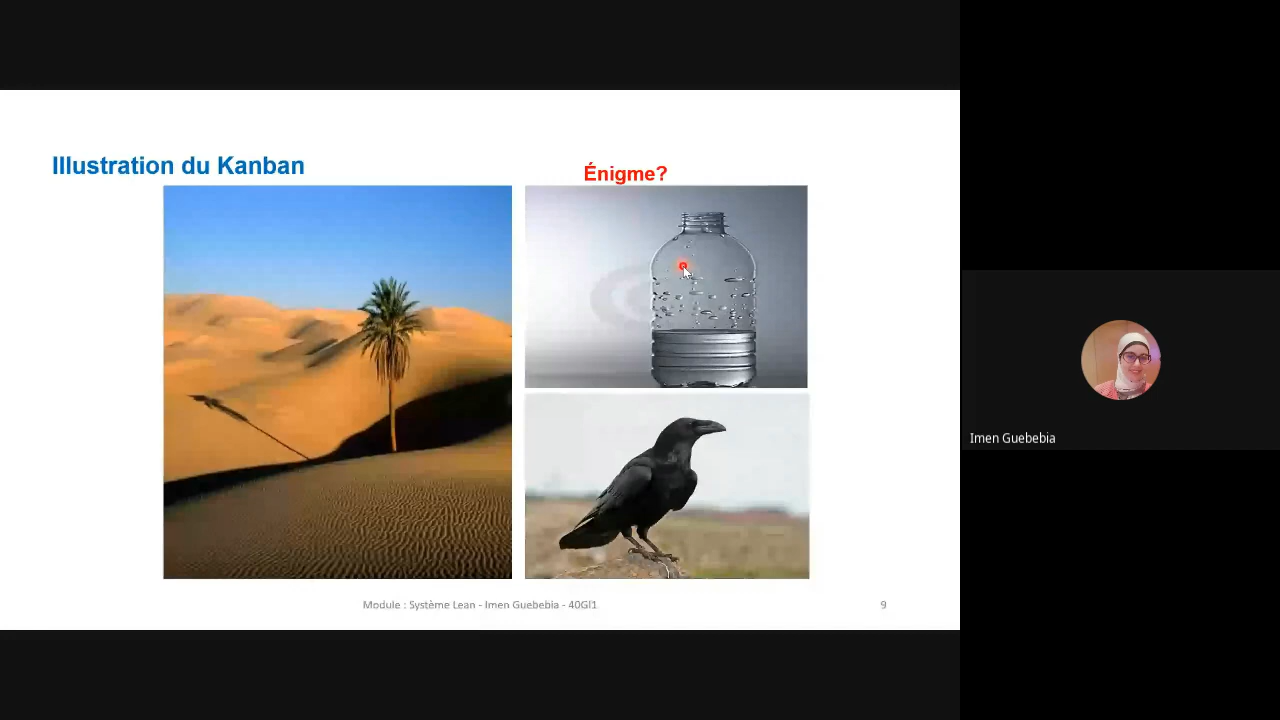 Illustration du Kanban
Énigme?
Imen Guebebia
Module : Système Lean - Imen Guebebia - 40GI1
9